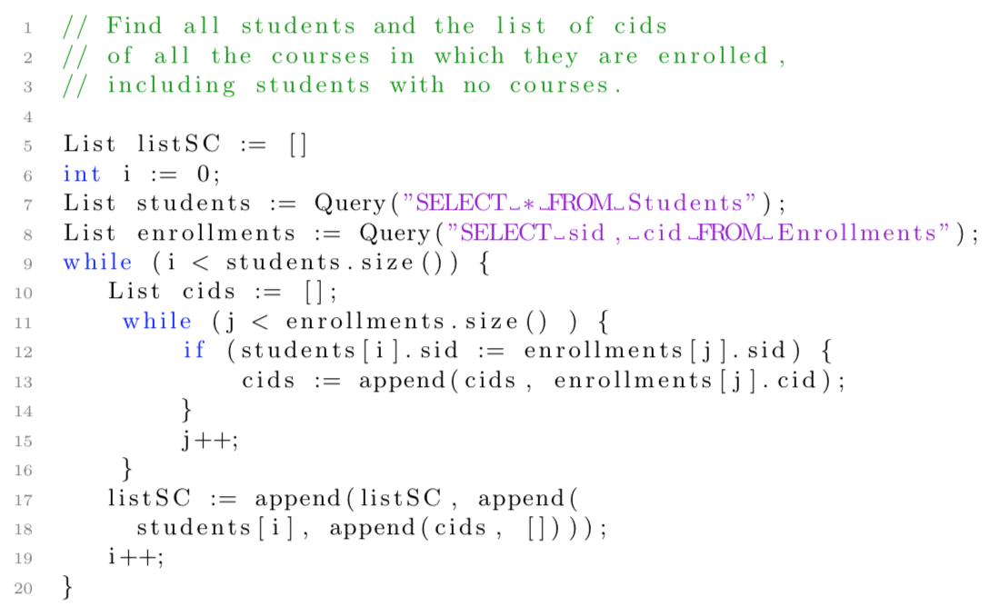 1 // Find all students and the list of cids
2 // of all the courses in which they are enrolled,
3 // including students with no courses.
4
5 List listSC := []
6 int i := 0;
7 List students := Query("SELECT * FROM Students");
8 List enrollments := Query("SELECT sid, cid FROM Enrollments");
9 while (i < students.size()) {
10 List cids := [];
11 while (j < enrollments.size() ) {
12 if (students[i].sid := enrollments[j].sid) {
13 cids := append(cids, enrollments[j].cid);
14 }
15 j++;
16 }
17 listSC := append(listSC, append(
18 students[i], append(cids, [])));
19 i++;
20 }